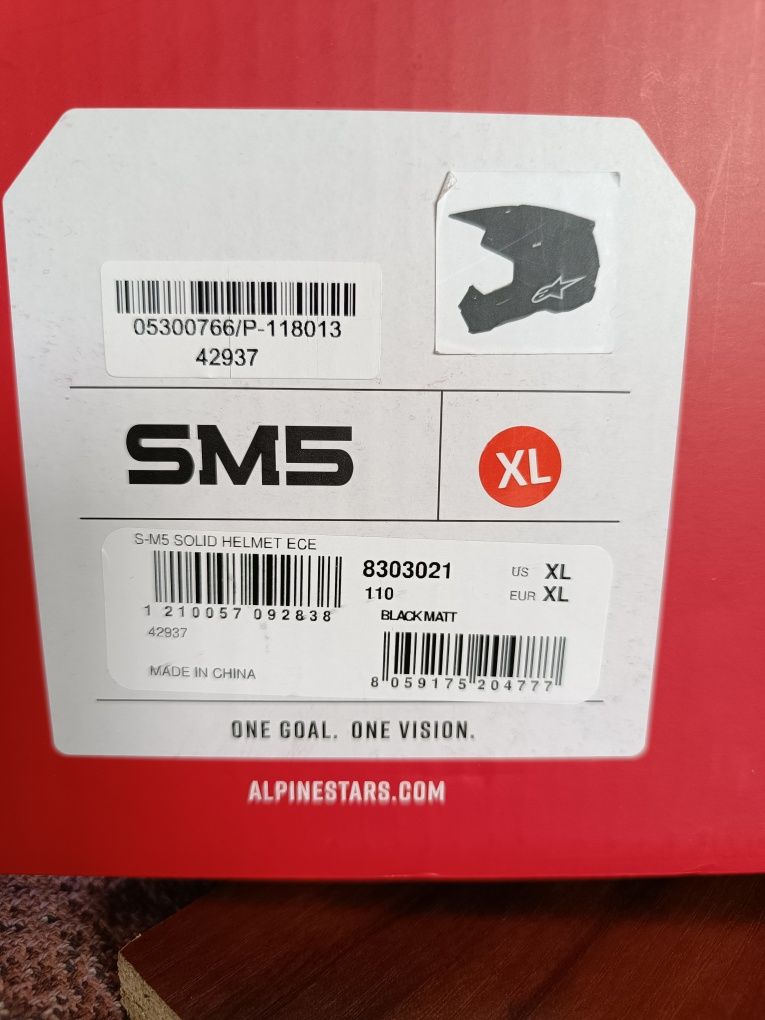 05300766/P-118013
42937
SM5
XL
S-M5 SOLID HELMET ECE
8303021
US XL
110
EUR XL
1 210057 092838
BLACK MATT
42937
MADE IN CHINA
8 059175 204777
ONE GOAL. ONE VISION.
ALPINESTARS.COM